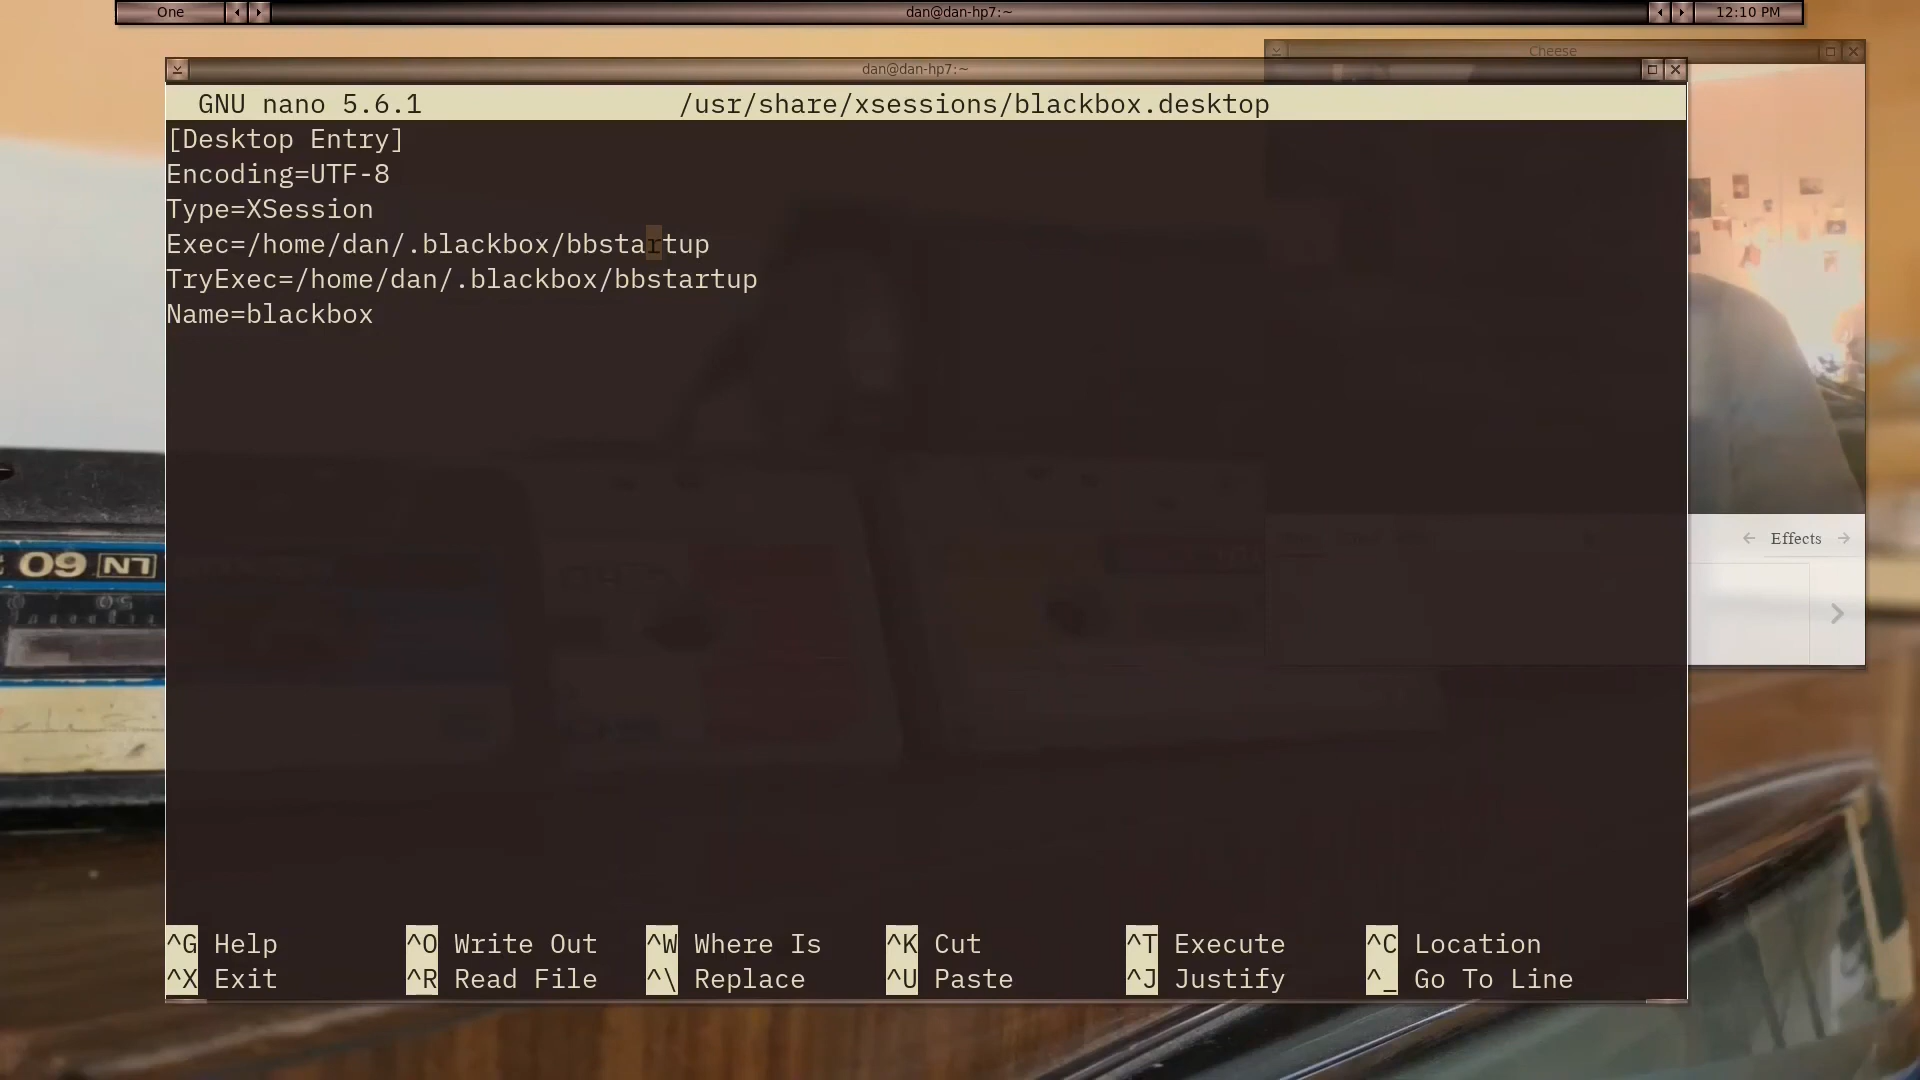 One
dan@dan-hp7:~
12:10 PM
Cheese
dan@dan-hp7:~
GNU nano 5.6.1 /usr/share/xsessions/blackbox.desktop
[Desktop Entry]
Encoding=UTF-8
Type=XSession
Exec=/home/dan/.blackbox/bbstartup
TryExec=/home/dan/.blackbox/bbstartup
Name=blackbox
Effects
LN 60
50
^G Help ^O Write Out ^W Where Is ^K Cut ^T Execute ^C Location
^X Exit ^R Read File ^\ Replace ^U Paste ^J Justify ^_ Go To Line